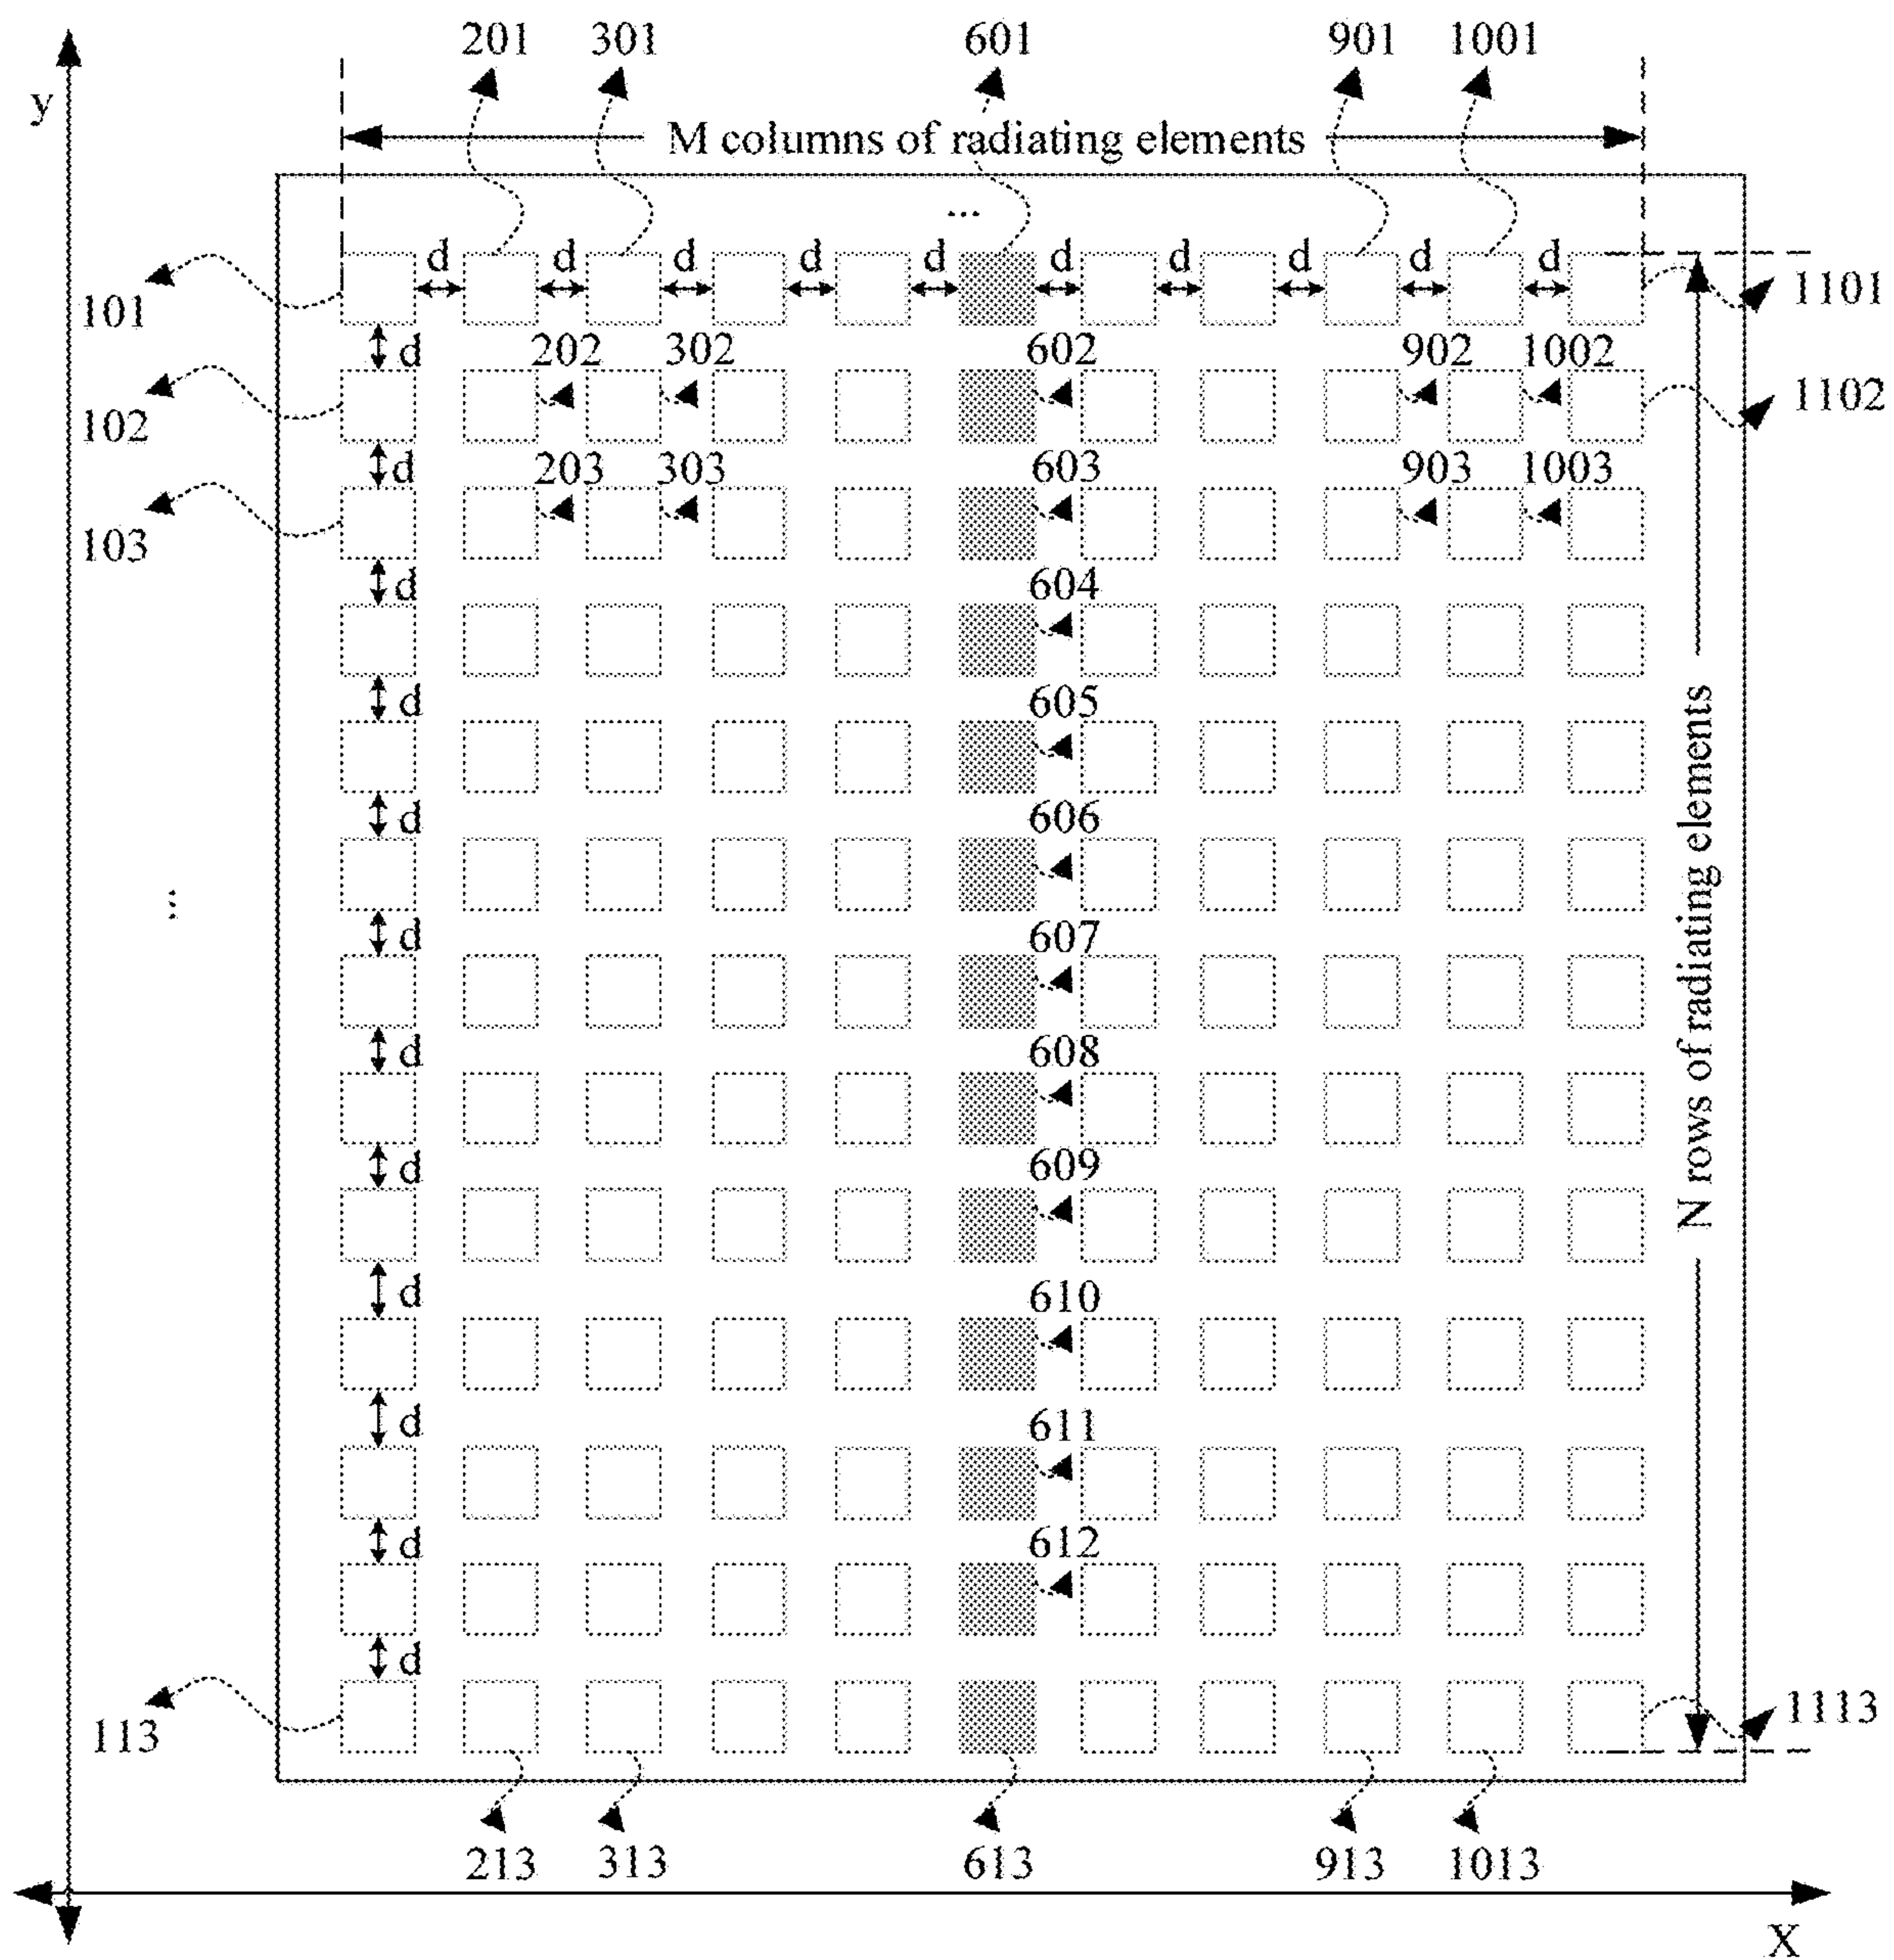 201 301 601 901 1001
y
M columns of radiating elements
...
d d d d d d d d d d
101 1101
d 202 302 602 902 1002
102 1102
d 203 303 603 903 1003
103
d 604
d 605
d 606
...
d 607
d 608
d 609
d 610
d 611
d 612
d
N rows of radiating elements
113 1113
213 313 613 913 1013
X